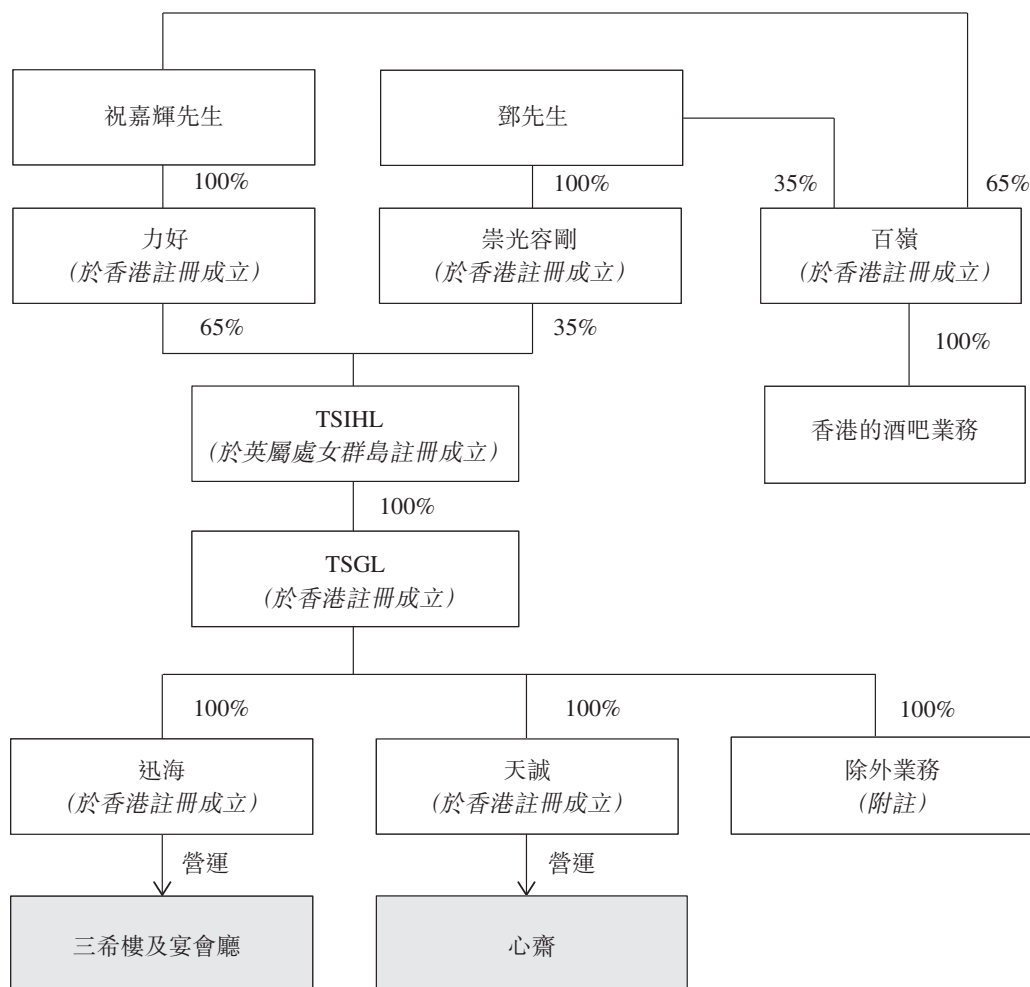 祝嘉輝先生
鄧先生
100%
100%
35%
65%
力好
(於香港註冊成立)
崇光容剛
(於香港註冊成立)
百嶺
(於香港註冊成立)
65%
35%
100%
TSIHL
(於英屬處女群島註冊成立)
香港的酒吧業務
100%
TSGL
(於香港註冊成立)
100%
100%
100%
迅海
(於香港註冊成立)
天誠
(於香港註冊成立)
除外業務
(附註)
營運
營運
三希樓及宴會廳
心齋